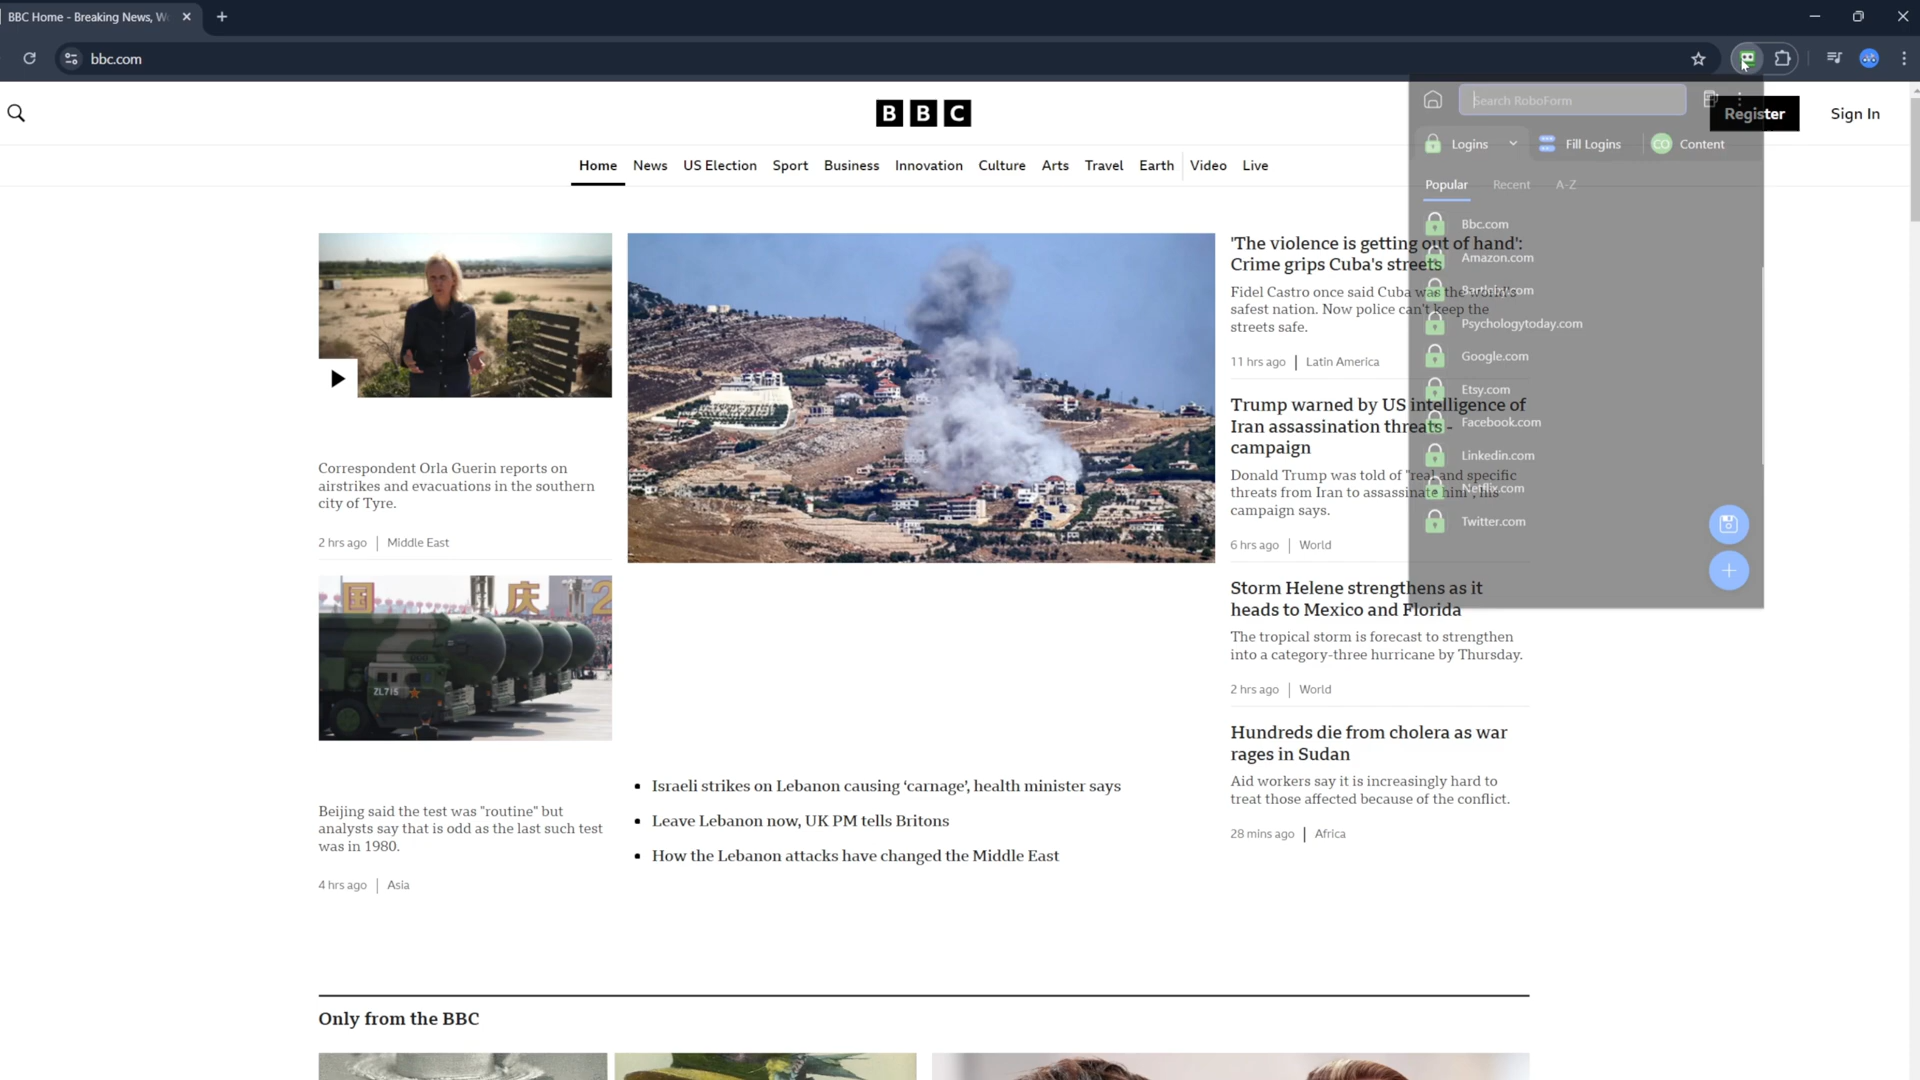 BBC Home - Breaking News, W
bbc.com
BBC
Register
Sign In
Home
News
US Election
Sport
Business
Innovation
Culture
Arts
Travel
Earth
Video
Live
Search RoboForm
Logins
Fill Logins
CO
Content
Popular
Recent
A-Z
Bbc.com
Amazon.com
Psychologytoday.com
Google.com
Etsy.com
Facebook.com
Linkedin.com
Netflix.com
Twitter.com
Correspondent Orla Guerin reports on
airstrikes and evacuations in the southern
city of Tyre.
2 hrs ago | Middle East
国
庆
ZL715
Beijing said the test was "routine" but
analysts say that is odd as the last such test
was in 1980.
4 hrs ago | Asia
Israeli strikes on Lebanon causing ‘carnage’, health minister says
Leave Lebanon now, UK PM tells Britons
How the Lebanon attacks have changed the Middle East
'The violence is getting out of hand':
Crime grips Cuba's streets
Fidel Castro once said Cuba was the world's
safest nation. Now police can't keep the
streets safe.
11 hrs ago | Latin America
Trump warned by US intelligence of
Iran assassination threats -
campaign
Donald Trump was told of "real and specific
threats from Iran to assassinate him", his
campaign says.
6 hrs ago | World
Storm Helene strengthens as it
heads to Mexico and Florida
The tropical storm is forecast to strengthen
into a category-three hurricane by Thursday.
2 hrs ago | World
Hundreds die from cholera as war
rages in Sudan
Aid workers say it is increasingly hard to
treat those affected because of the conflict.
28 mins ago | Africa
Only from the BBC